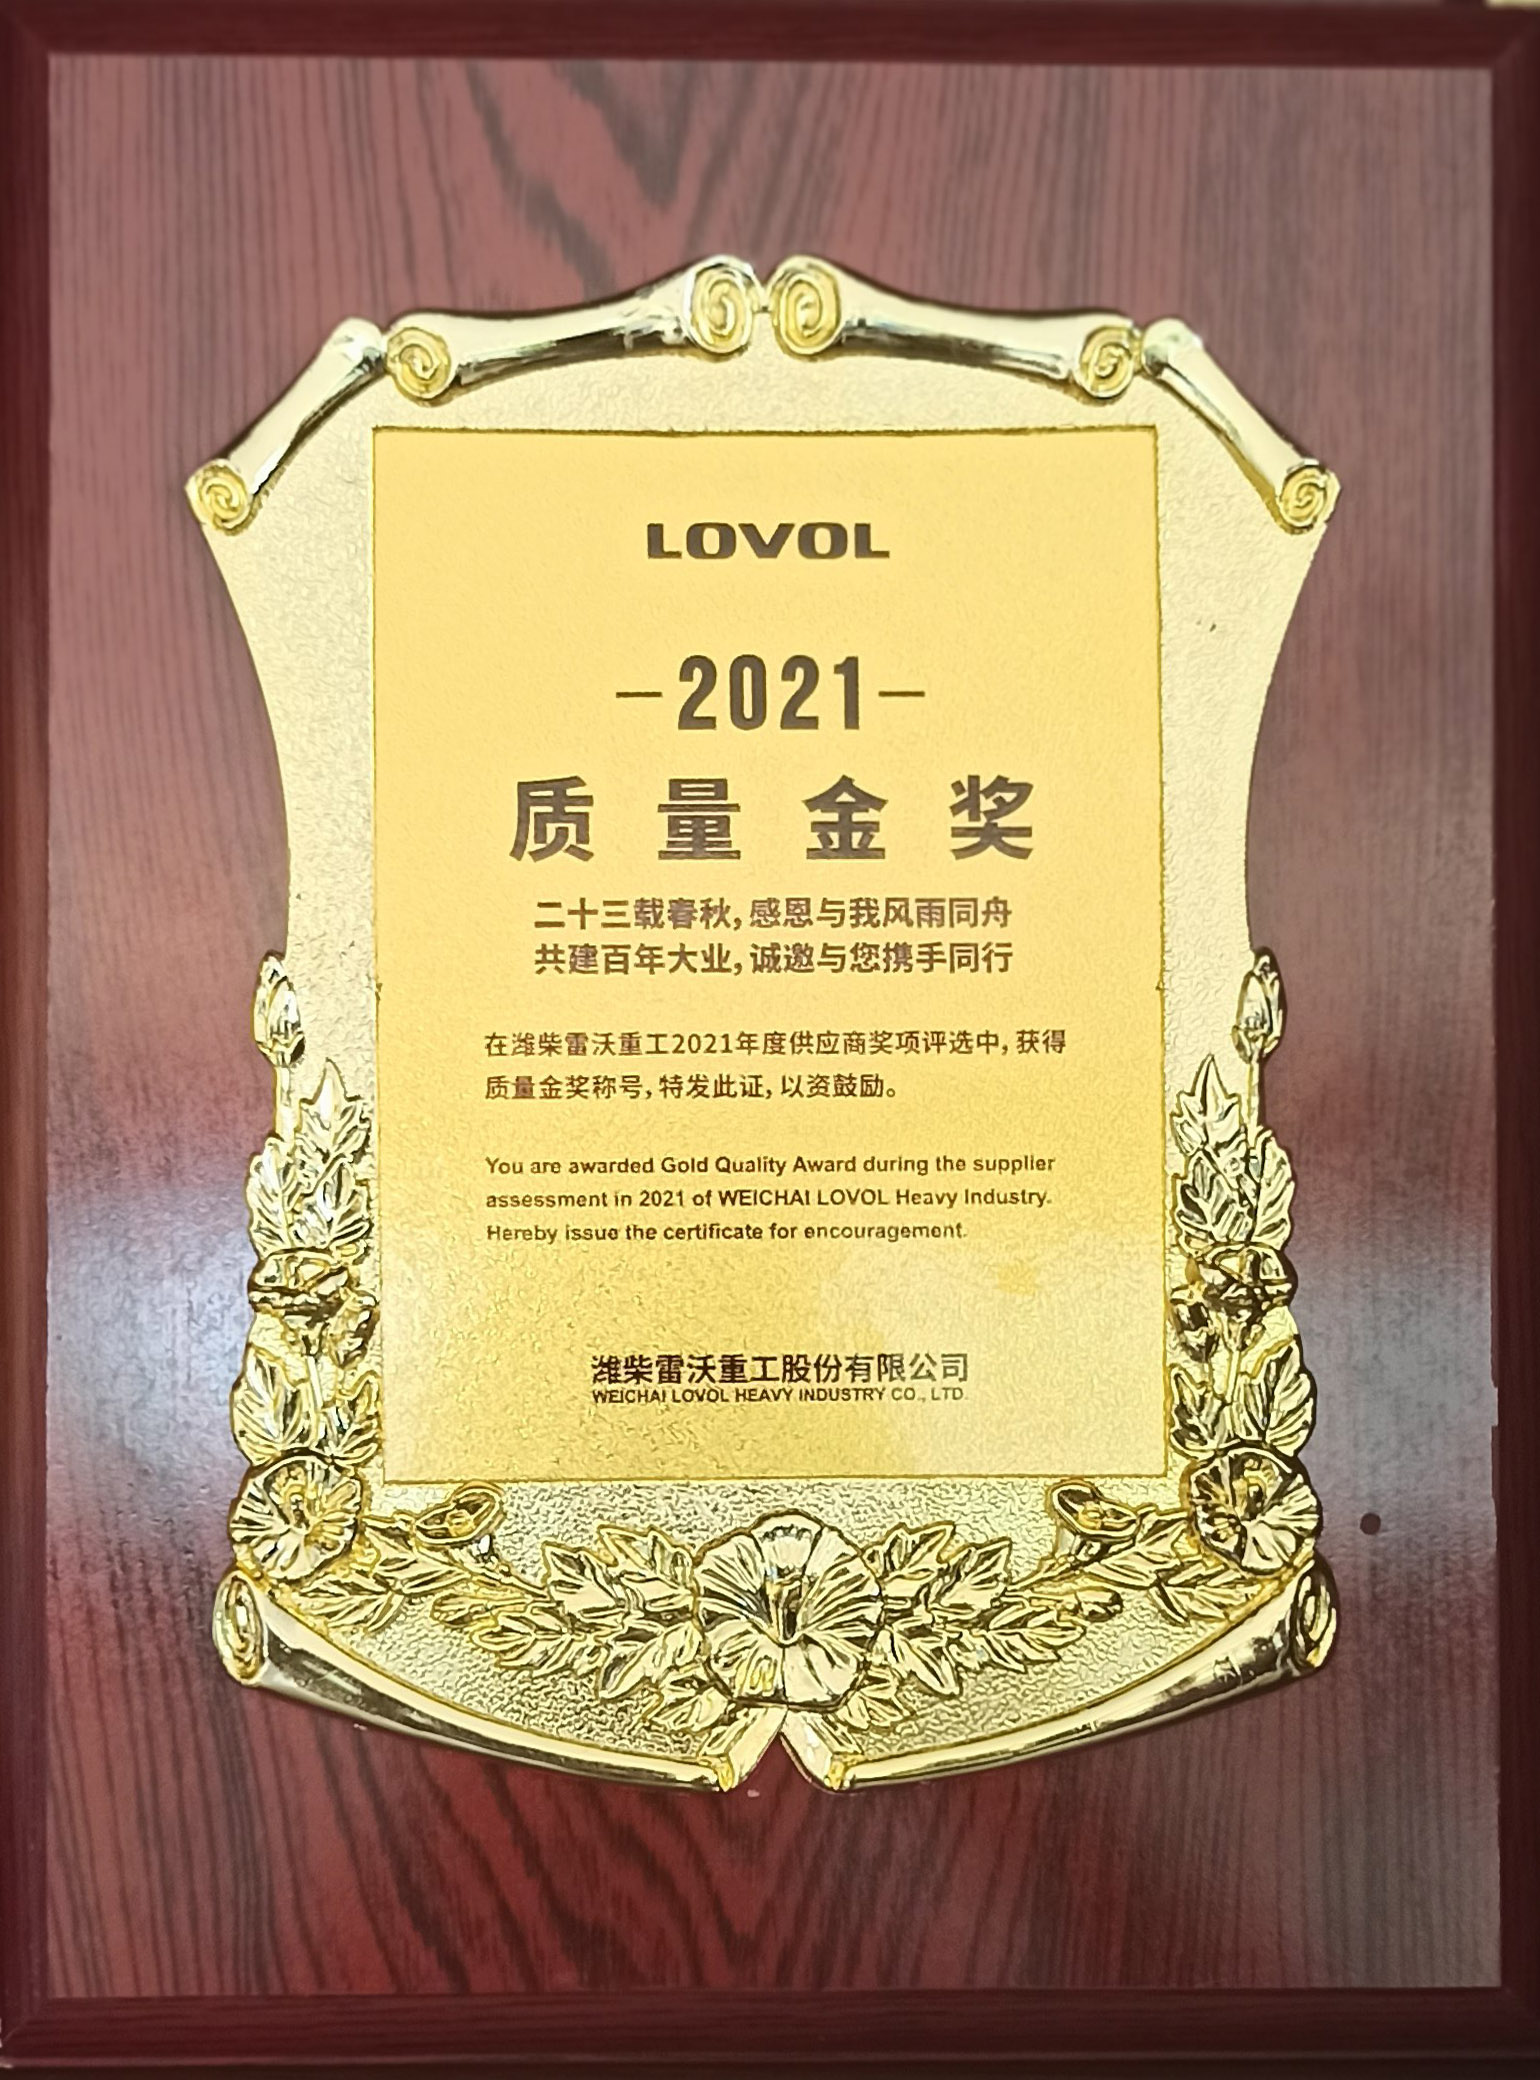 LOVOL
—2021—
质量金奖
二十三载春秋，感恩与我风雨同舟
共建百年大业，诚邀与您携手同行
在潍柴雷沃重工2021年度供应商奖项评选中，获得
质量金奖称号，特发此证，以资鼓励。
You are awarded Gold Quality Award during the supplier
assessment in 2021 of WEICHAI LOVOL Heavy Industry.
Hereby issue the certificate for encouragement.
潍柴雷沃重工股份有限公司
WEICHAI LOVOL HEAVY INDUSTRY CO., LTD.